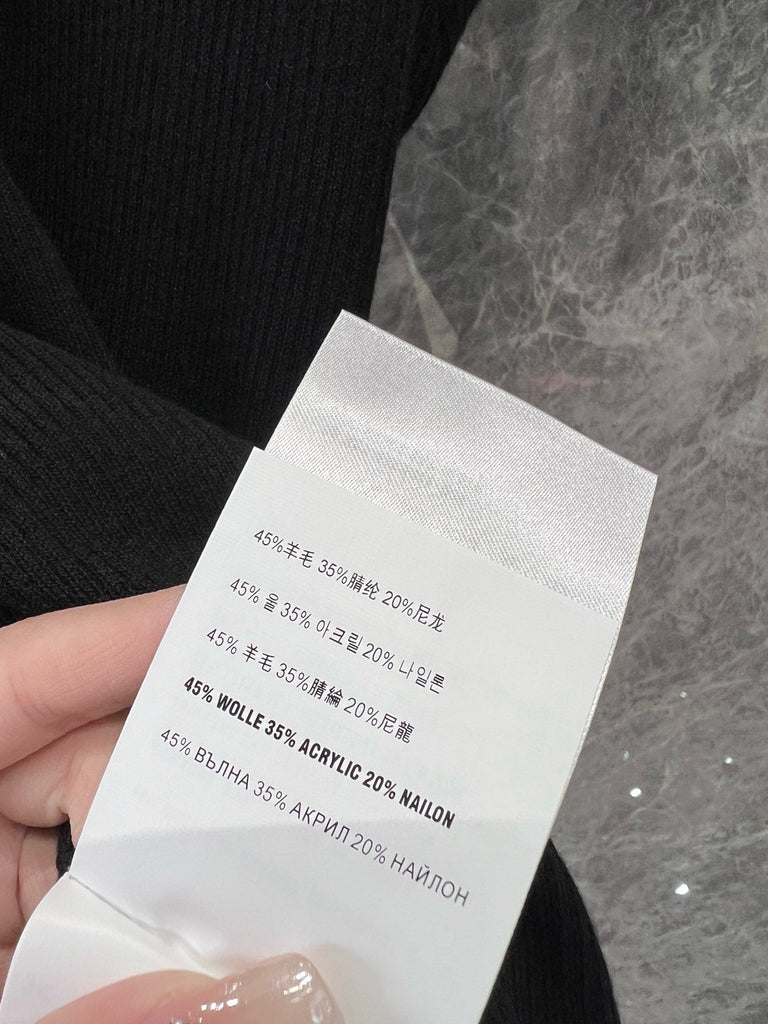 45%羊毛 35%腈纶 20%尼龙
45% 울 35% 아크릴 20% 나일론
45% 羊毛 35%腈綸 20%尼龍
45% WOLLE 35% ACRYLIC 20% NAILON
45% ВЪЛНА 35% АКРИЛ 20% НАЙЛОН